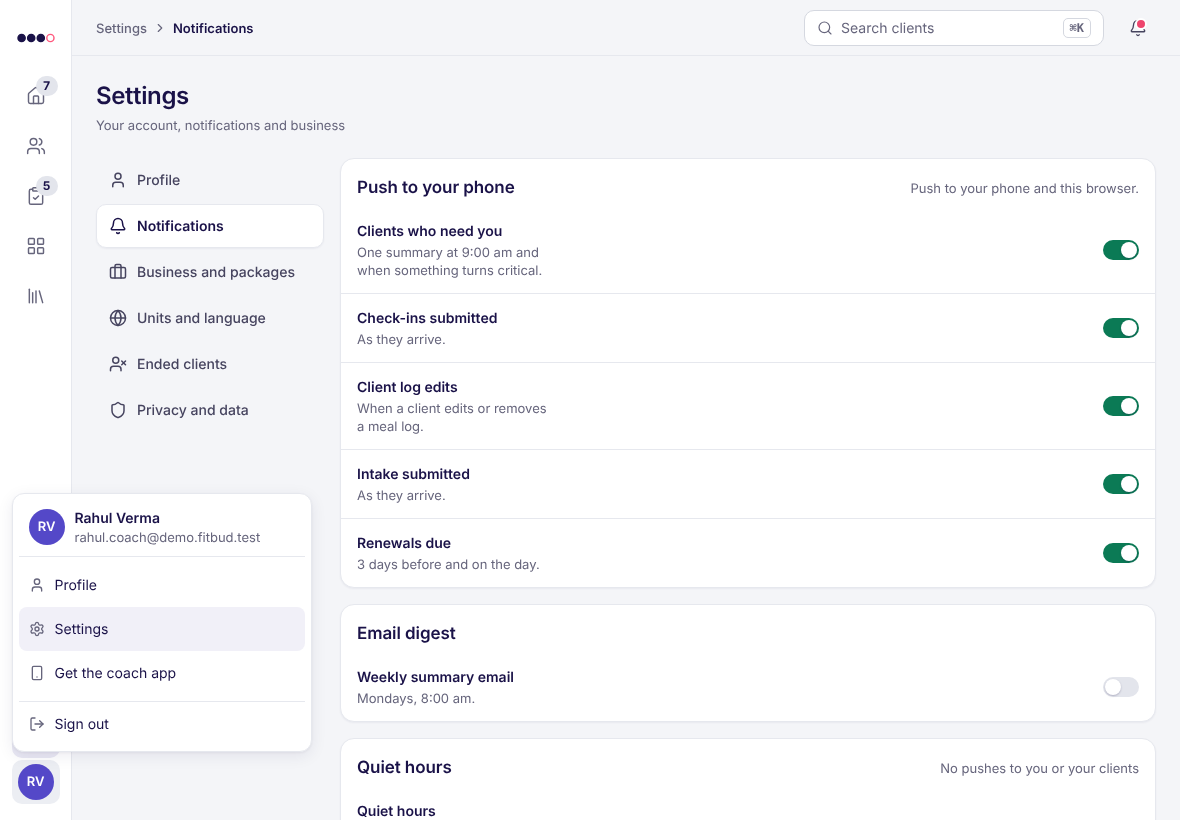 Settings > Notifications
Search clients
⌘K
7
5
Settings
Your account, notifications and business
Profile
Notifications
Business and packages
Units and language
Ended clients
Privacy and data
Push to your phone
Push to your phone and this browser.
Clients who need you
One summary at 9:00 am and
when something turns critical.
Check-ins submitted
As they arrive.
Client log edits
When a client edits or removes
a meal log.
Intake submitted
As they arrive.
Renewals due
3 days before and on the day.
Email digest
Weekly summary email
Mondays, 8:00 am.
Quiet hours
No pushes to you or your clients
Quiet hours
RV
Rahul Verma
rahul.coach@demo.fitbud.test
Profile
Settings
Get the coach app
Sign out
RV